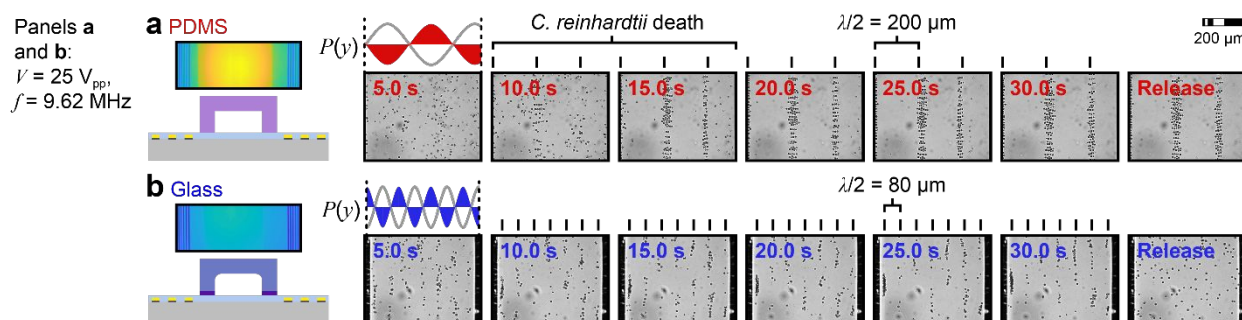 Panels a
and b:
V = 25 Vpp,
f = 9.62 MHz
a PDMS
P(y)
C. reinhardtii death
λ/2 = 200 µm
200 µm
5.0 s
10.0 s
15.0 s
20.0 s
25.0 s
30.0 s
Release
b Glass
P(y)
λ/2 = 80 µm
5.0 s
10.0 s
15.0 s
20.0 s
25.0 s
30.0 s
Release